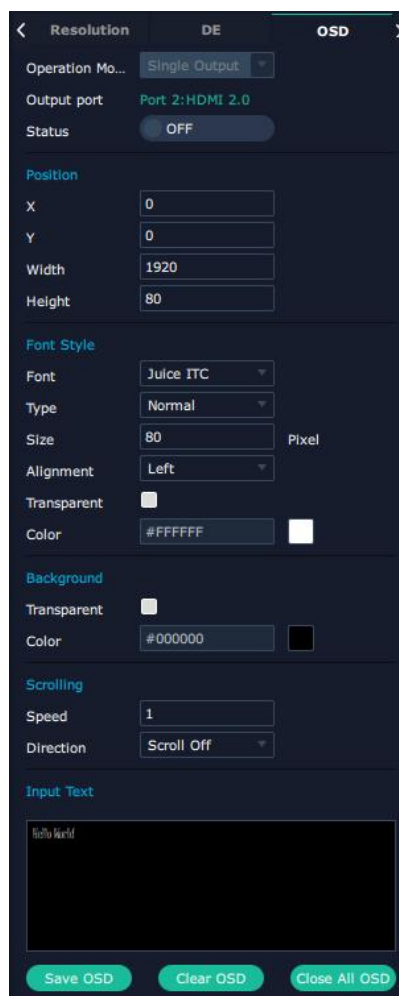 Resolution DE OSD
Operation Mo... Single Output
Output port Port 2:HDMI 2.0
Status OFF
Position
X 0
Y 0
Width 1920
Height 80
Font Style
Font Juice ITC
Type Normal
Size 80 Pixel
Alignment Left
Transparent
Color #FFFFFF
Background
Transparent
Color #000000
Scrolling
Speed 1
Direction Scroll Off
Input Text
Hello World
Save OSD Clear OSD Close All OSD